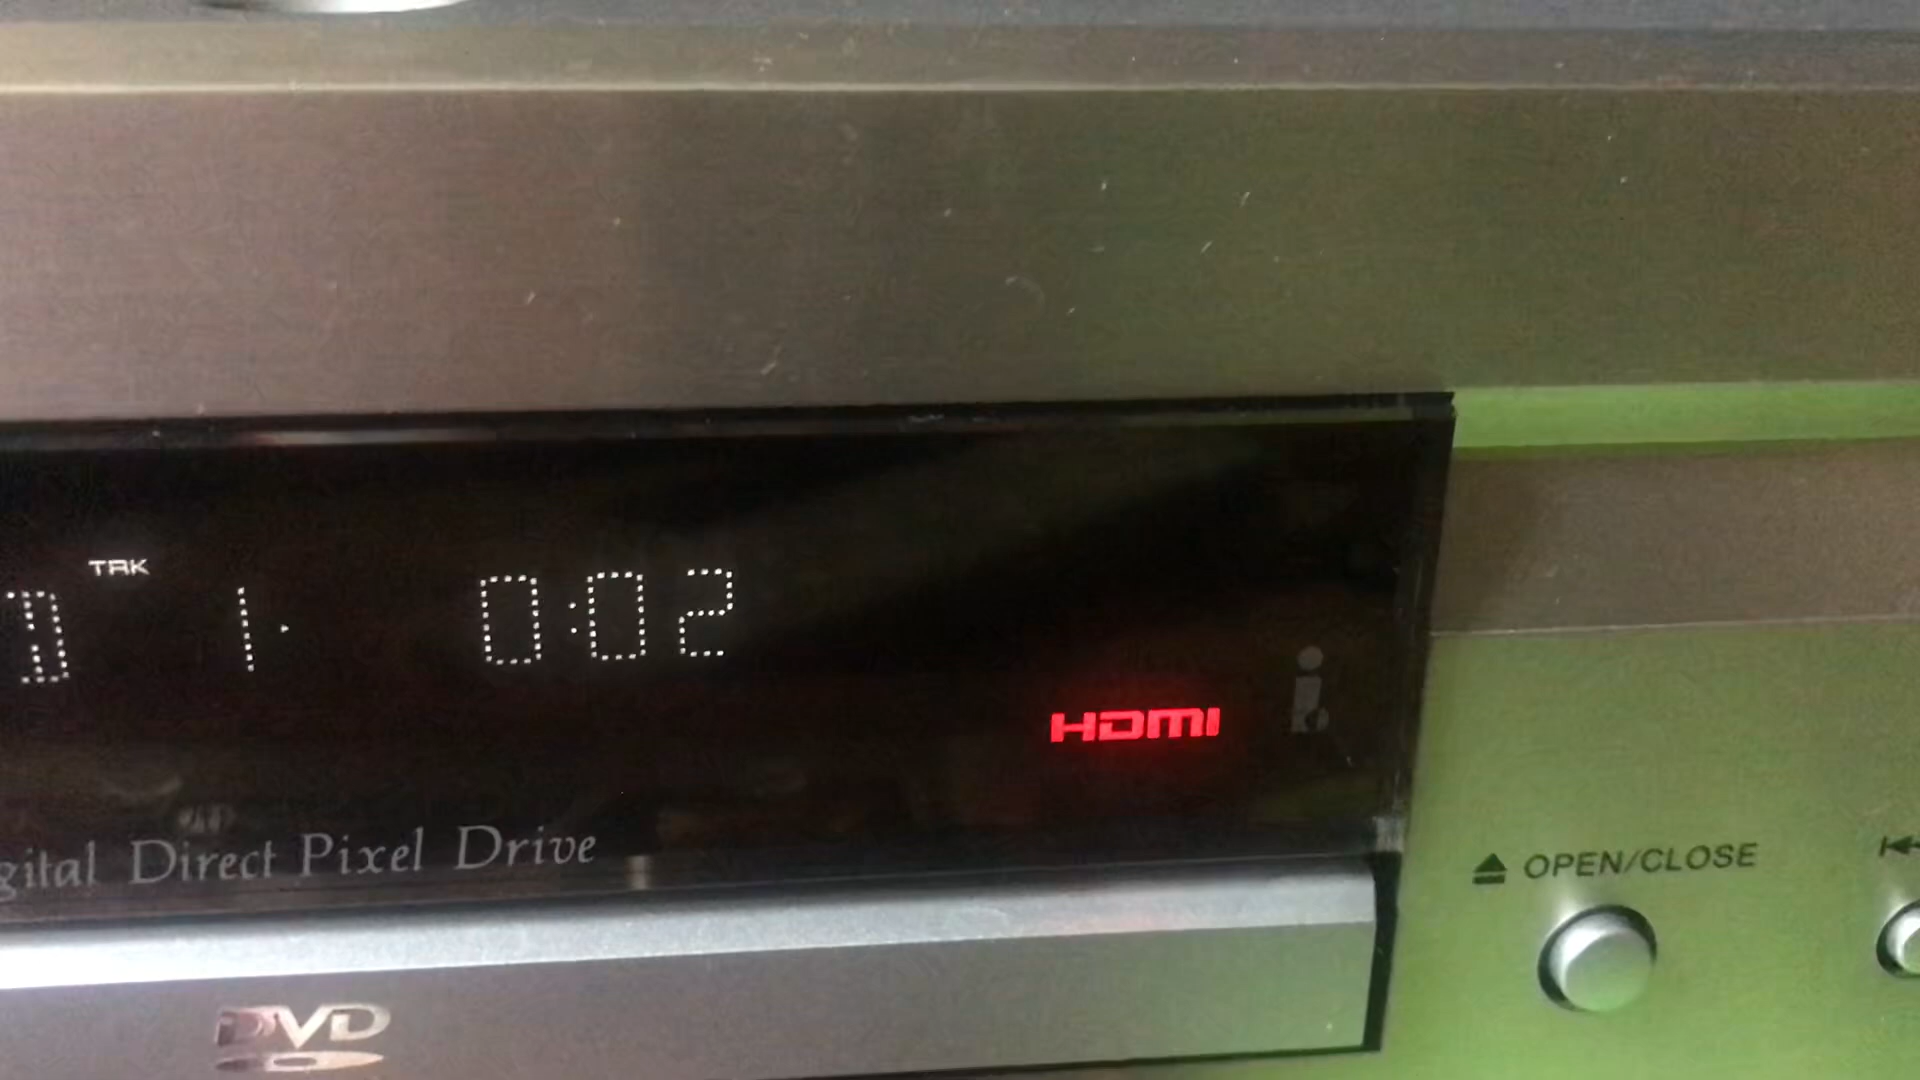 TRK
D 1 0:02
HDMI
i
gital Direct Pixel Drive
OPEN/CLOSE
DVD